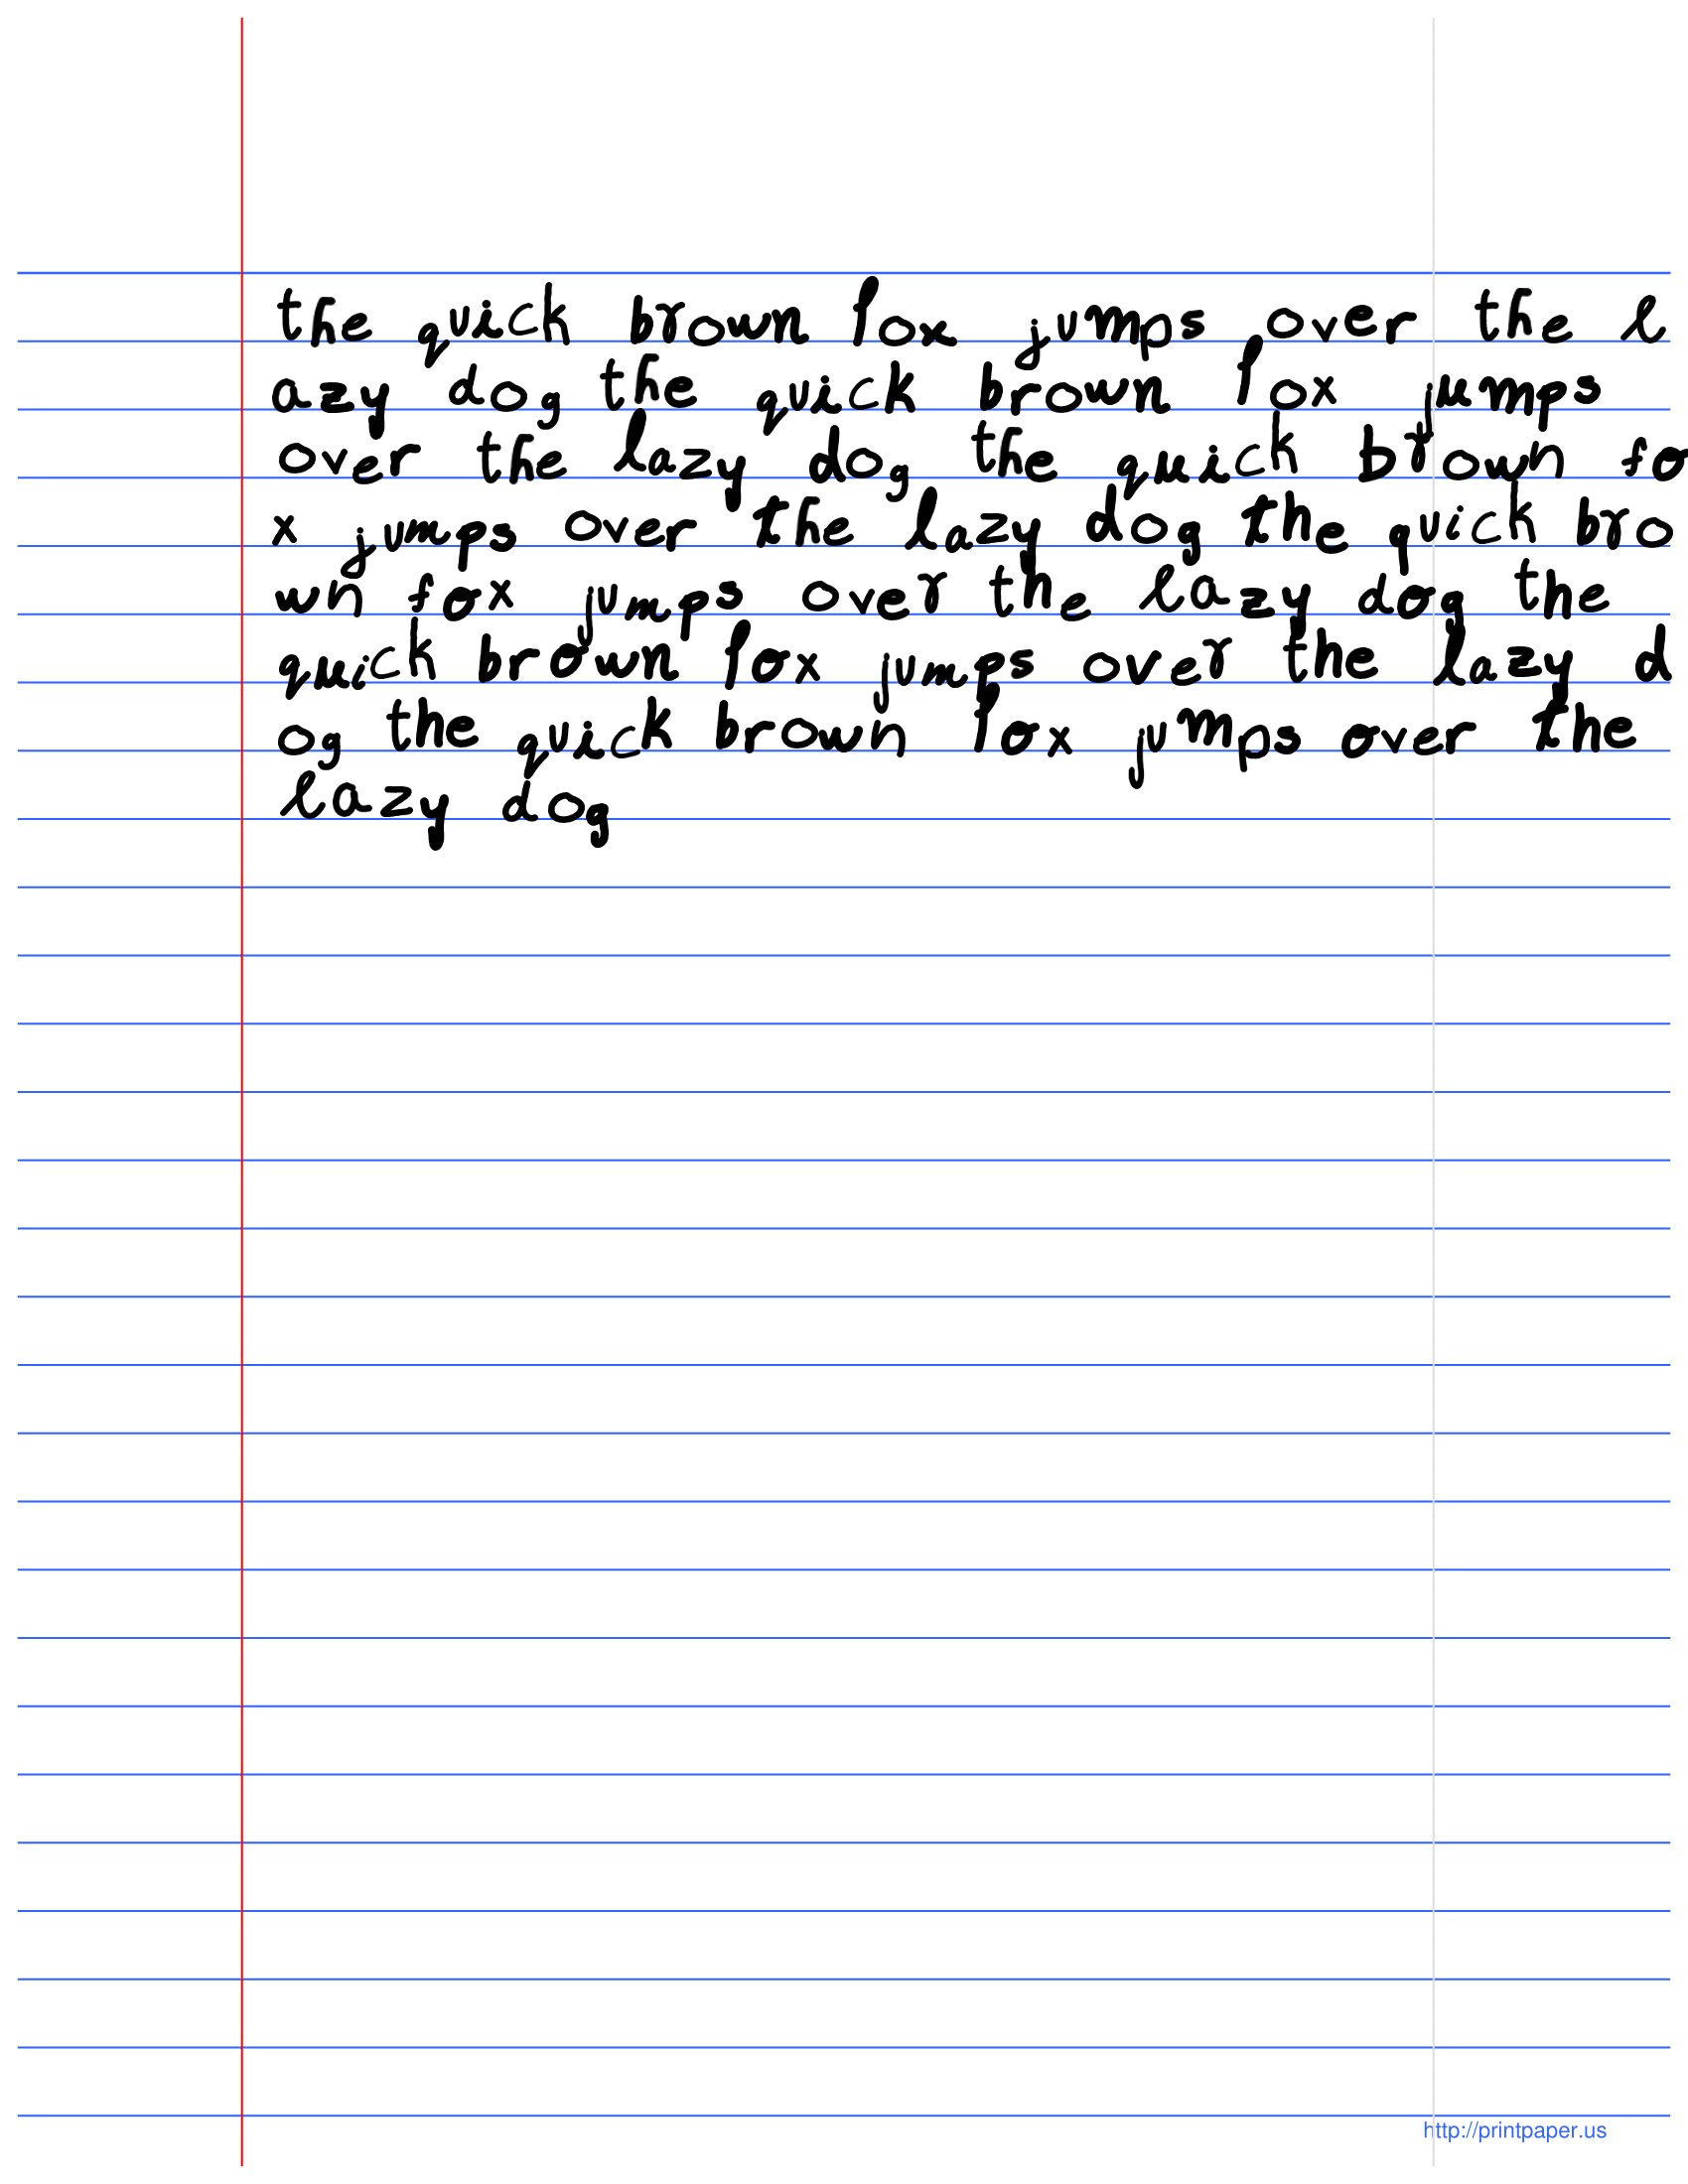 the quick brown fox jumps over the l
azy dog the quick brown fox jumps
over the lazy dog the quick brown fo
x jumps over the lazy dog the quick bro
wn fox jumps over the lazy dog the
quick brown fox jumps over the lazy d
og the quick brown fox jumps over the
lazy dog
http://printpaper.us